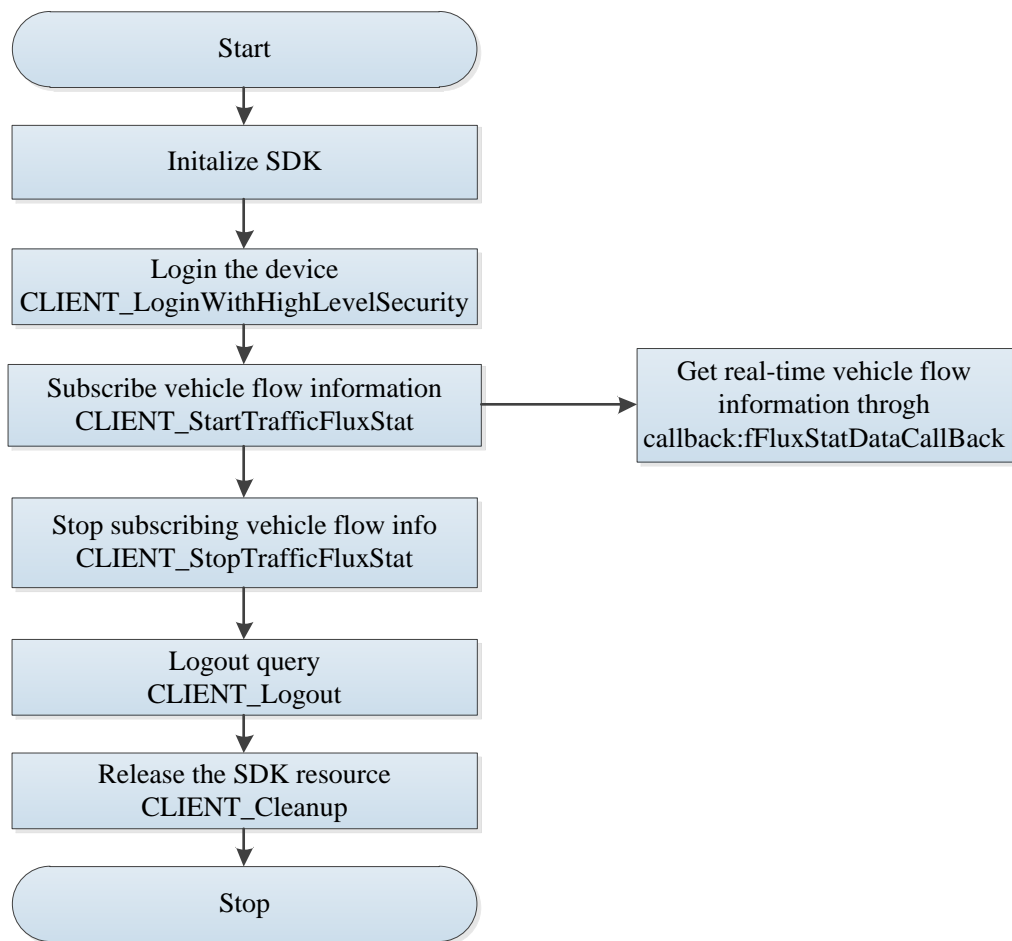 Start
Initalize SDK
Login the device
CLIENT_LoginWithHighLevelSecurity
Subscribe vehicle flow information
CLIENT_StartTrafficFluxStat
Get real-time vehicle flow
information throgh
callback:fFluxStatDataCallBack
Stop subscribing vehicle flow info
CLIENT_StopTrafficFluxStat
Logout query
CLIENT_Logout
Release the SDK resource
CLIENT_Cleanup
Stop